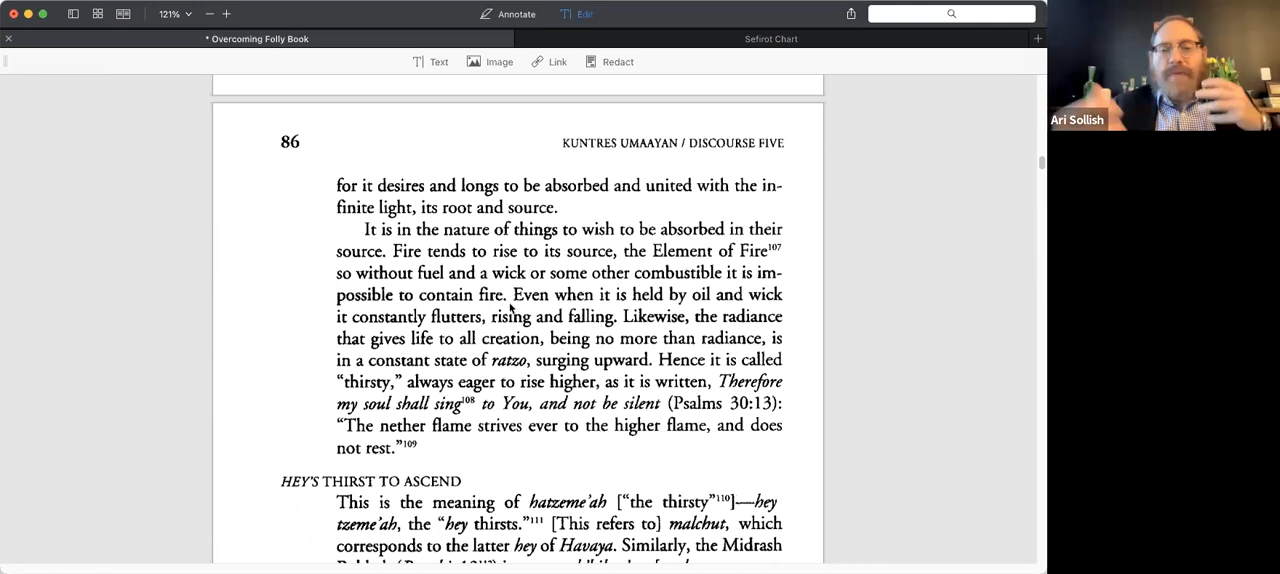 121%
Annotate
Edit
* Overcoming Folly Book
Sefirot Chart
Text
Image
Link
Redact
Ari Sollish
86
KUNTRES UMAAYAN / DISCOURSE FIVE
for it desires and longs to be absorbed and united with the in-
finite light, its root and source.
It is in the nature of things to wish to be absorbed in their
source. Fire tends to rise to its source, the Element of Fire¹⁰⁷
so without fuel and a wick or some other combustible it is im-
possible to contain fire. Even when it is held by oil and wick
it constantly flutters, rising and falling. Likewise, the radiance
that gives life to all creation, being no more than radiance, is
in a constant state of ratzo, surging upward. Hence it is called
“thirsty,” always eager to rise higher, as it is written, Therefore
my soul shall sing¹⁰⁸ to You, and not be silent (Psalms 30:13):
“The nether flame strives ever to the higher flame, and does
not rest.”¹⁰⁹
HEY'S THIRST TO ASCEND
This is the meaning of hatzeme'ah [“the thirsty”¹¹⁰]—hey
tzeme'ah, the “hey thirsts.”¹¹¹ [This refers to] malchut, which
corresponds to the latter hey of Havaya. Similarly, the Midrash